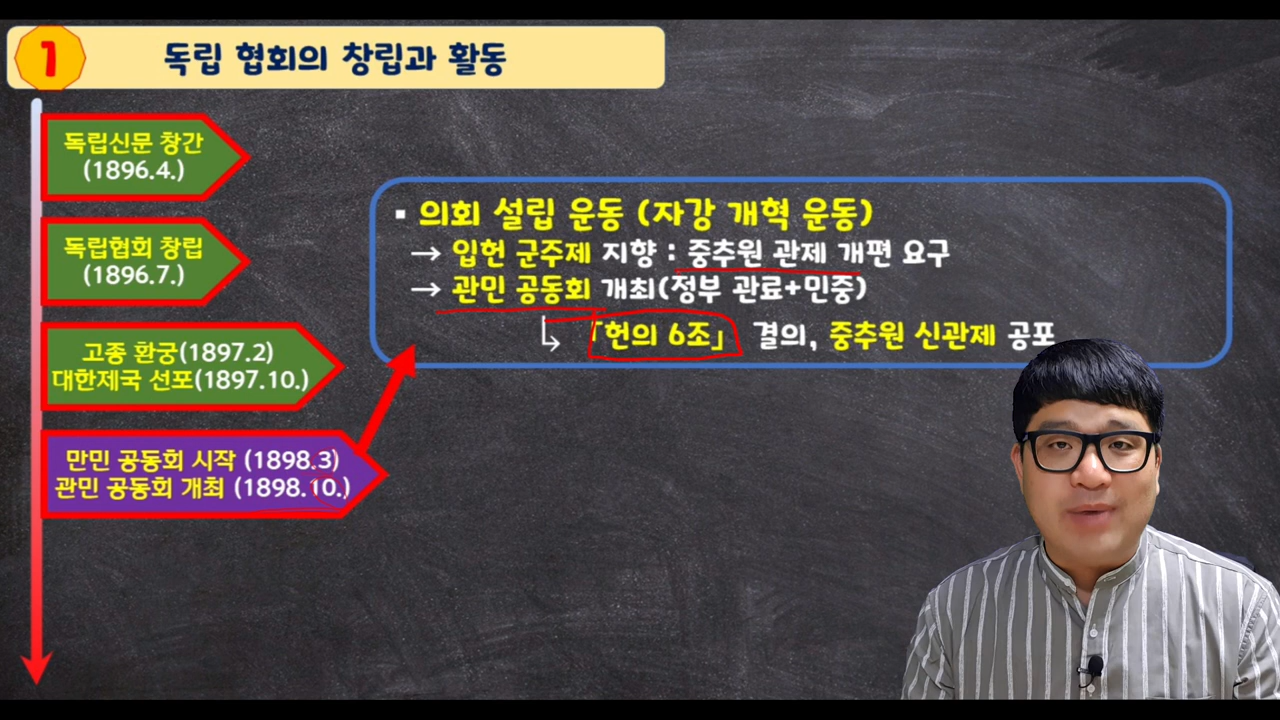 1 독립 협회의 창립과 활동
독립신문 창간
(1896.4.)
독립협회 창립
(1896.7.)
고종 환궁(1897.2)
대한제국 선포(1897.10.)
만민 공동회 시작 (1898.3)
관민 공동회 개최 (1898.10.)
▪ 의회 설립 운동 (자강 개혁 운동)
→ 입헌 군주제 지향 : 중추원 관제 개편 요구
→ 관민 공동회 개최(정부 관료+민중)
↳ 「헌의 6조」 결의, 중추원 신관제 공포